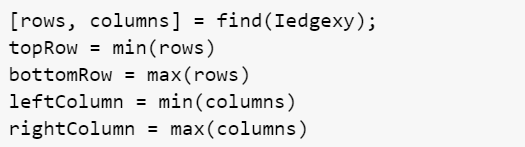 [rows, columns] = find(Iedgexy);
topRow = min(rows)
bottomRow = max(rows)
leftColumn = min(columns)
rightColumn = max(columns)